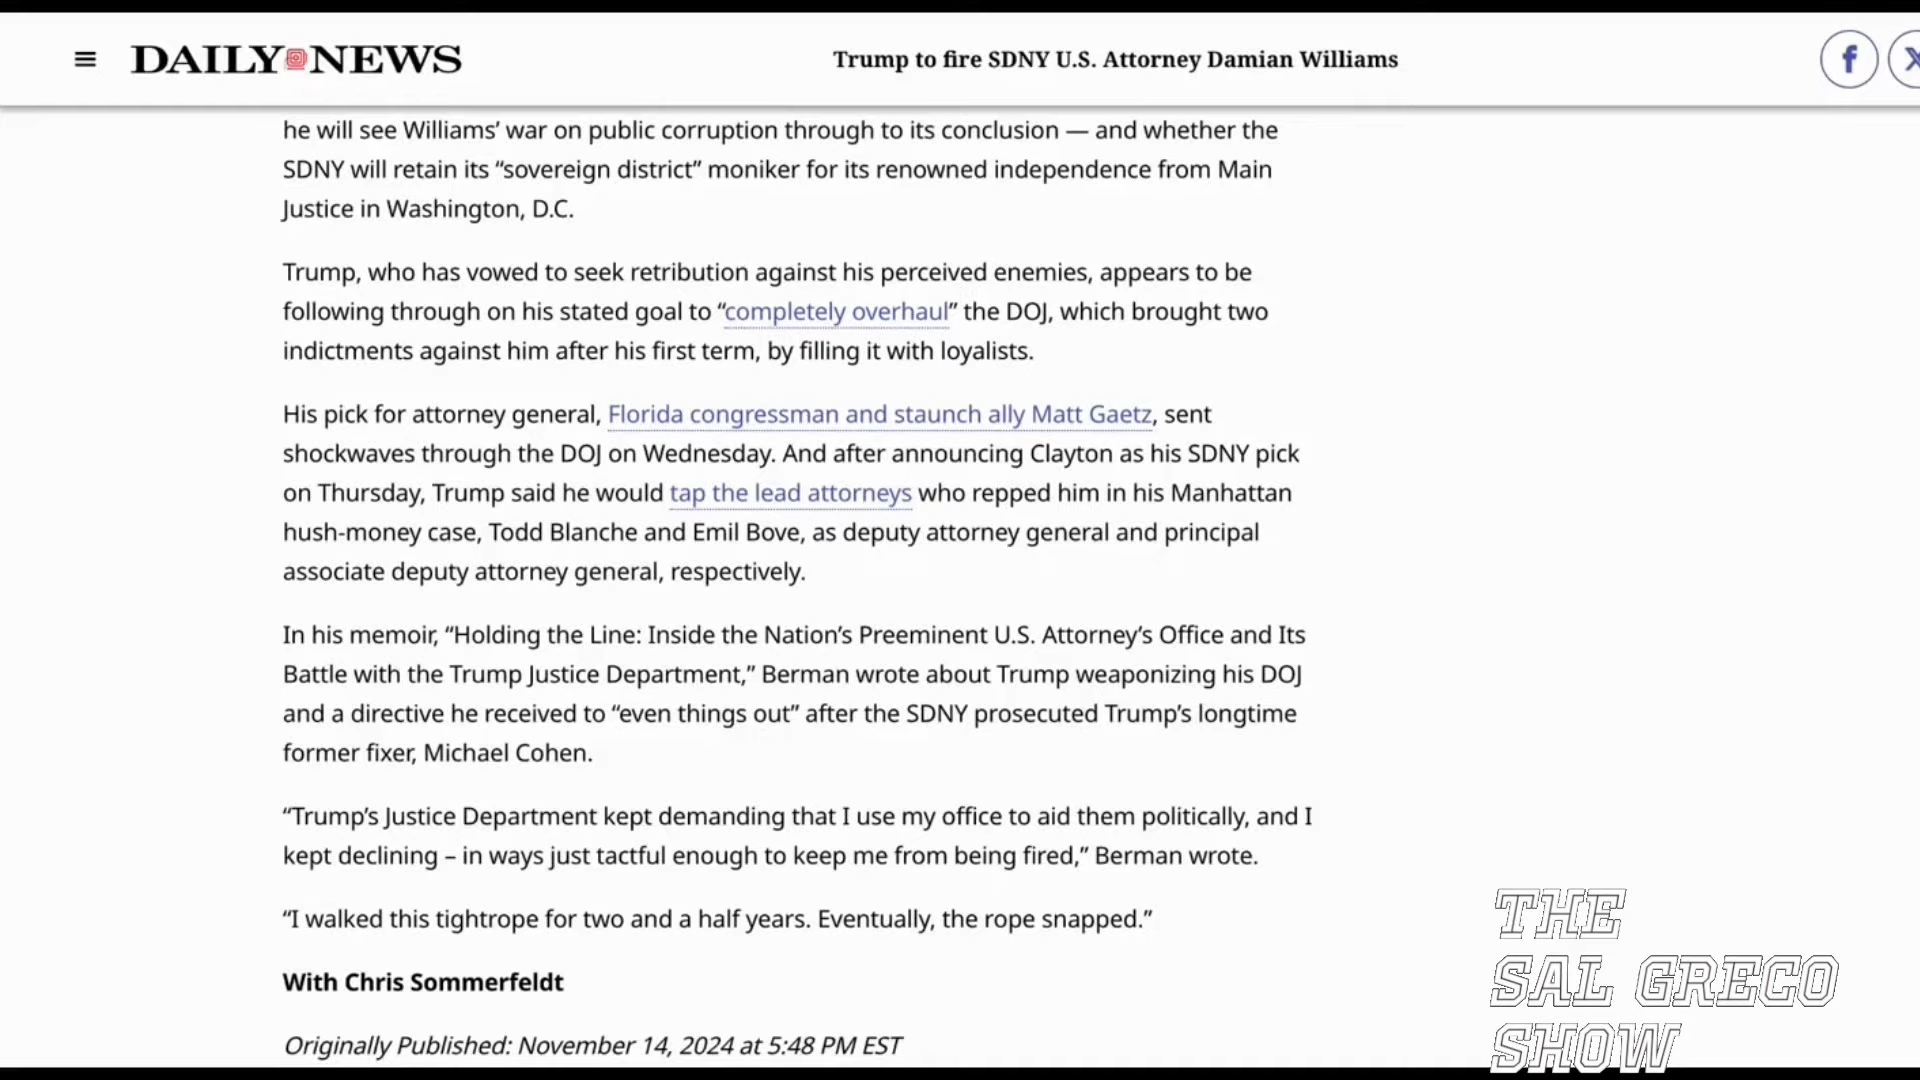 DAILY NEWS
Trump to fire SDNY U.S. Attorney Damian Williams
he will see Williams’ war on public corruption through to its conclusion — and whether the
SDNY will retain its “sovereign district” moniker for its renowned independence from Main
Justice in Washington, D.C.
Trump, who has vowed to seek retribution against his perceived enemies, appears to be
following through on his stated goal to “completely overhaul” the DOJ, which brought two
indictments against him after his first term, by filling it with loyalists.
His pick for attorney general, Florida congressman and staunch ally Matt Gaetz, sent
shockwaves through the DOJ on Wednesday. And after announcing Clayton as his SDNY pick
on Thursday, Trump said he would tap the lead attorneys who repped him in his Manhattan
hush-money case, Todd Blanche and Emil Bove, as deputy attorney general and principal
associate deputy attorney general, respectively.
In his memoir, “Holding the Line: Inside the Nation’s Preeminent U.S. Attorney’s Office and Its
Battle with the Trump Justice Department,” Berman wrote about Trump weaponizing his DOJ
and a directive he received to “even things out” after the SDNY prosecuted Trump’s longtime
former fixer, Michael Cohen.
“Trump’s Justice Department kept demanding that I use my office to aid them politically, and I
kept declining – in ways just tactful enough to keep me from being fired,” Berman wrote.
“I walked this tightrope for two and a half years. Eventually, the rope snapped.”
With Chris Sommerfeldt
Originally Published: November 14, 2024 at 5:48 PM EST
THE
SAL GRECO
SHOW